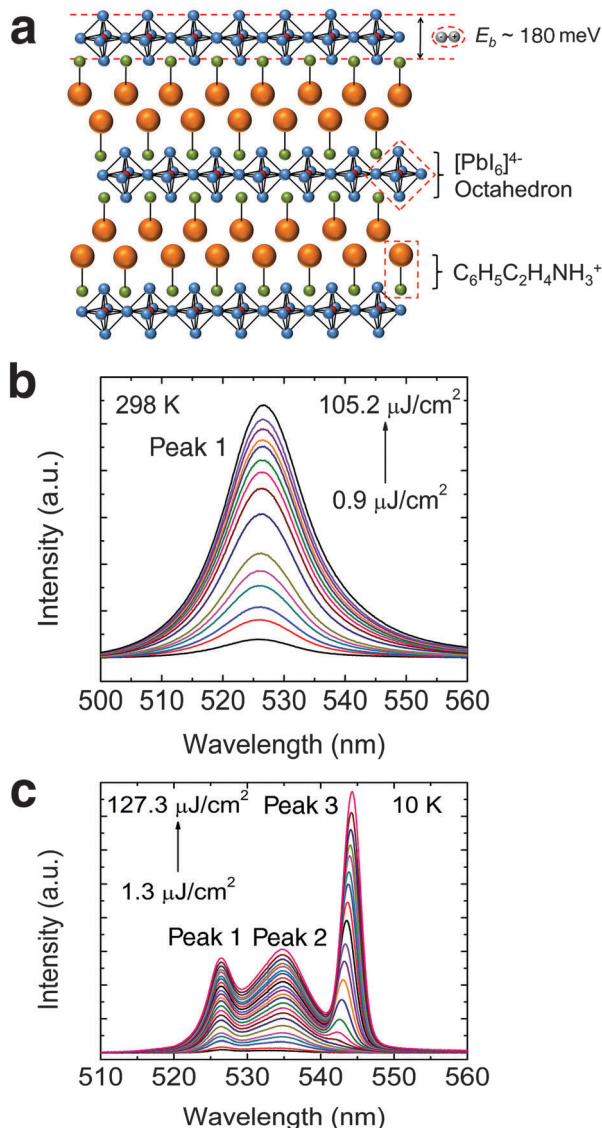 a
E_b ~ 180 meV
[PbI₆]⁴⁻
Octahedron
C₆H₅C₂H₄NH₃⁺
b
298 K
105.2 μJ/cm²
Peak 1
0.9 μJ/cm²
Intensity (a.u.)
500 510 520 530 540 550 560
Wavelength (nm)
c
127.3 μJ/cm²
Peak 3
10 K
1.3 μJ/cm²
Peak 1
Peak 2
Intensity (a.u.)
510 520 530 540 550 560
Wavelength (nm)